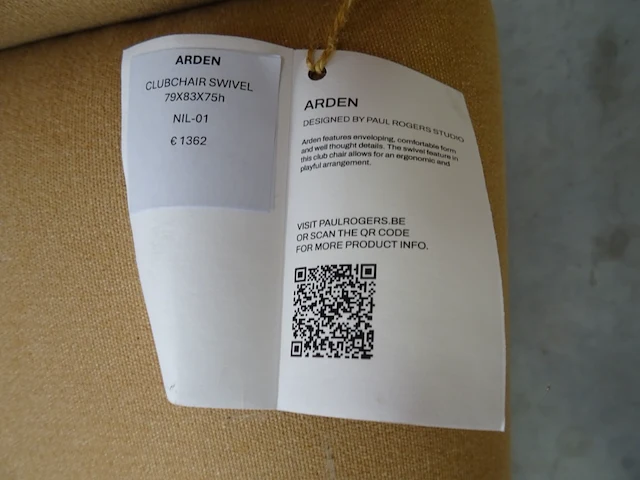 ARDEN
CLUBCHAIR SWIVEL
79X83X75h
NIL-01
€ 1362
ARDEN
DESIGNED BY PAUL ROGERS STUDIO
Arden features enveloping, comfortable form
and well thought details. The swivel feature in
this club chair allows for an ergonomic and
playful arrangement.
VISIT PAULROGERS.BE
OR SCAN THE QR CODE
FOR MORE PRODUCT INFO.